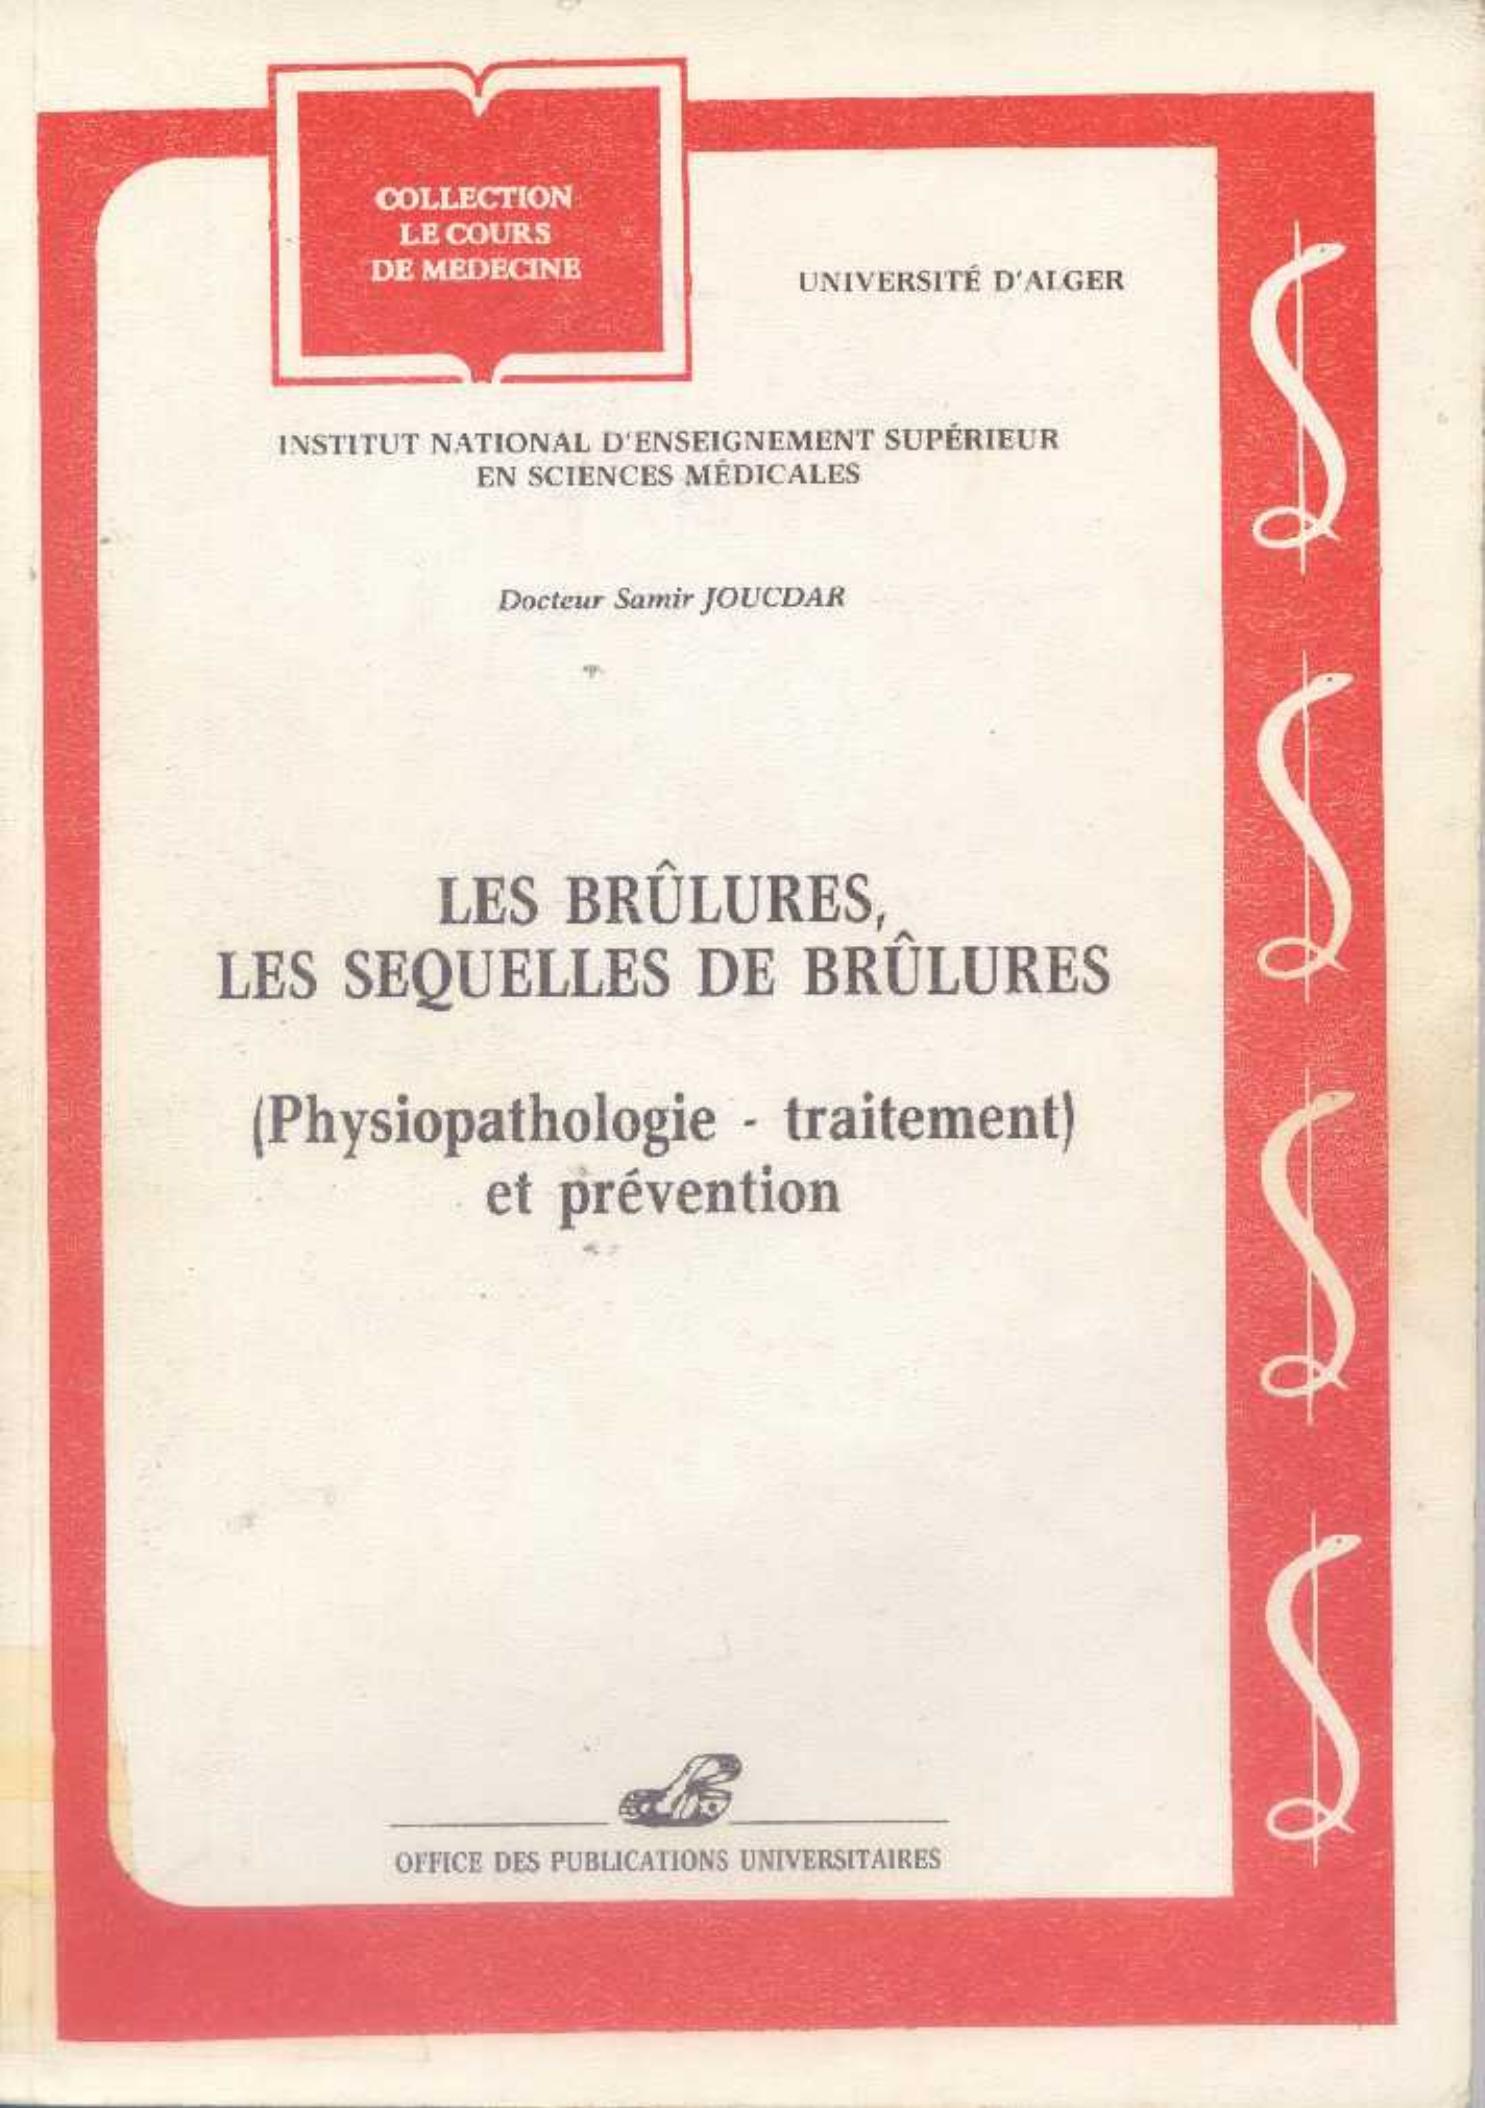 COLLECTION
LE COURS
DE MEDECINE
UNIVERSITÉ D'ALGER
INSTITUT NATIONAL D'ENSEIGNEMENT SUPÉRIEUR
EN SCIENCES MÉDICALES
Docteur Samir JOUCDAR
LES BRÛLURES,
LES SEQUELLES DE BRÛLURES
(Physiopathologie - traitement)
et prévention
OFFICE DES PUBLICATIONS UNIVERSITAIRES